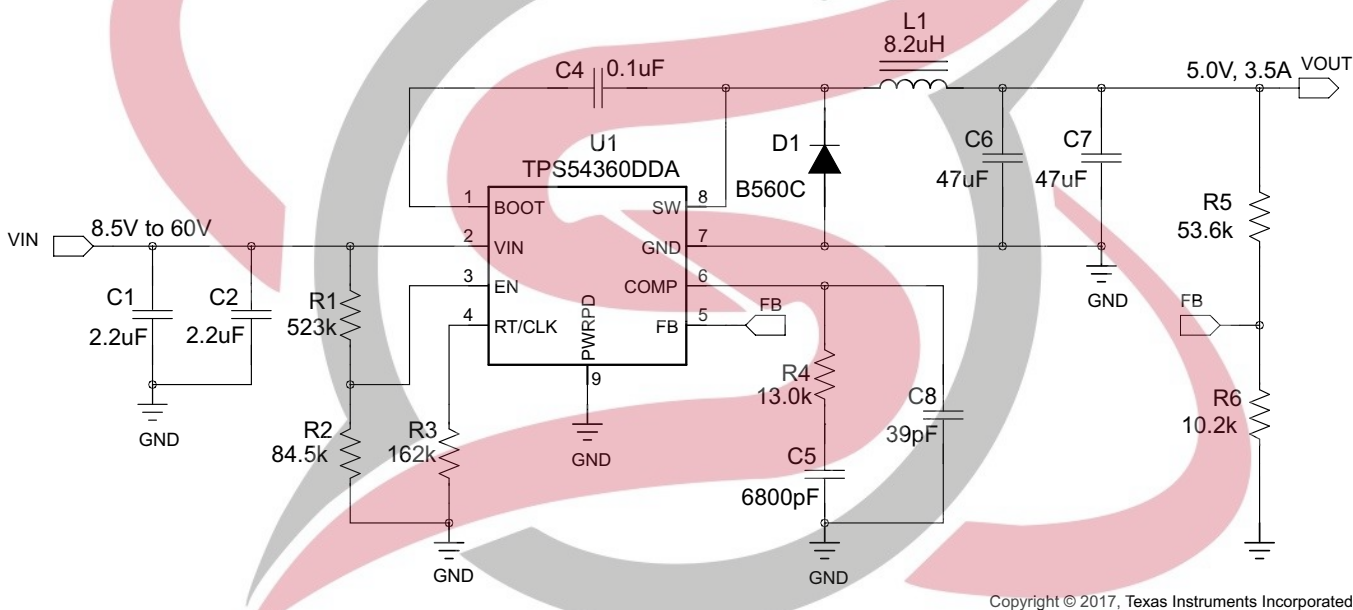 L1
8.2uH
C4 0.1uF
5.0V, 3.5A VOUT
U1
TPS54360DDA
D1
B560C
C6
47uF
C7
47uF
R5
53.6k
1 BOOT SW 8
VIN 8.5V to 60V
2 VIN GND 7
3 EN COMP 6
4 RT/CLK FB 5 FB
PWRPD
9
GND
C1
2.2uF
C2
2.2uF
R1
523k
GND
FB
R4
13.0k
C8
39pF
R6
10.2k
GND
R2
84.5k
R3
162k
GND
C5
6800pF
GND
GND
Copyright © 2017, Texas Instruments Incorporated